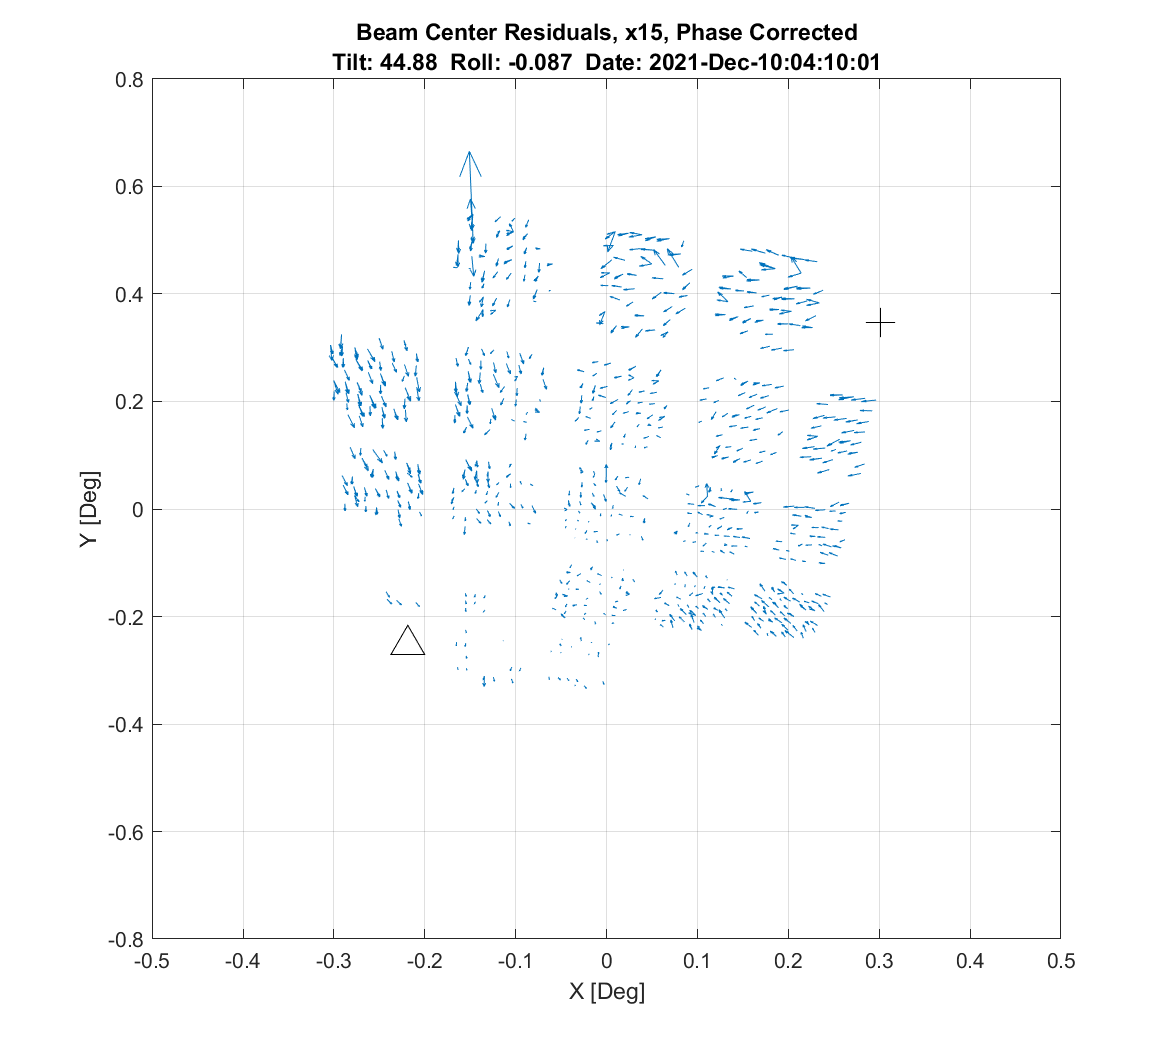 Beam Center Residuals, x15, Phase Corrected
Tilt: 44.88  Roll: -0.087  Date: 2021-Dec-10:04:10:01
0.8
0.6
0.4
0.2
0
-0.2
-0.4
-0.6
-0.8
Y [Deg]
-0.5 -0.4 -0.3 -0.2 -0.1 0 0.1 0.2 0.3 0.4 0.5
X [Deg]